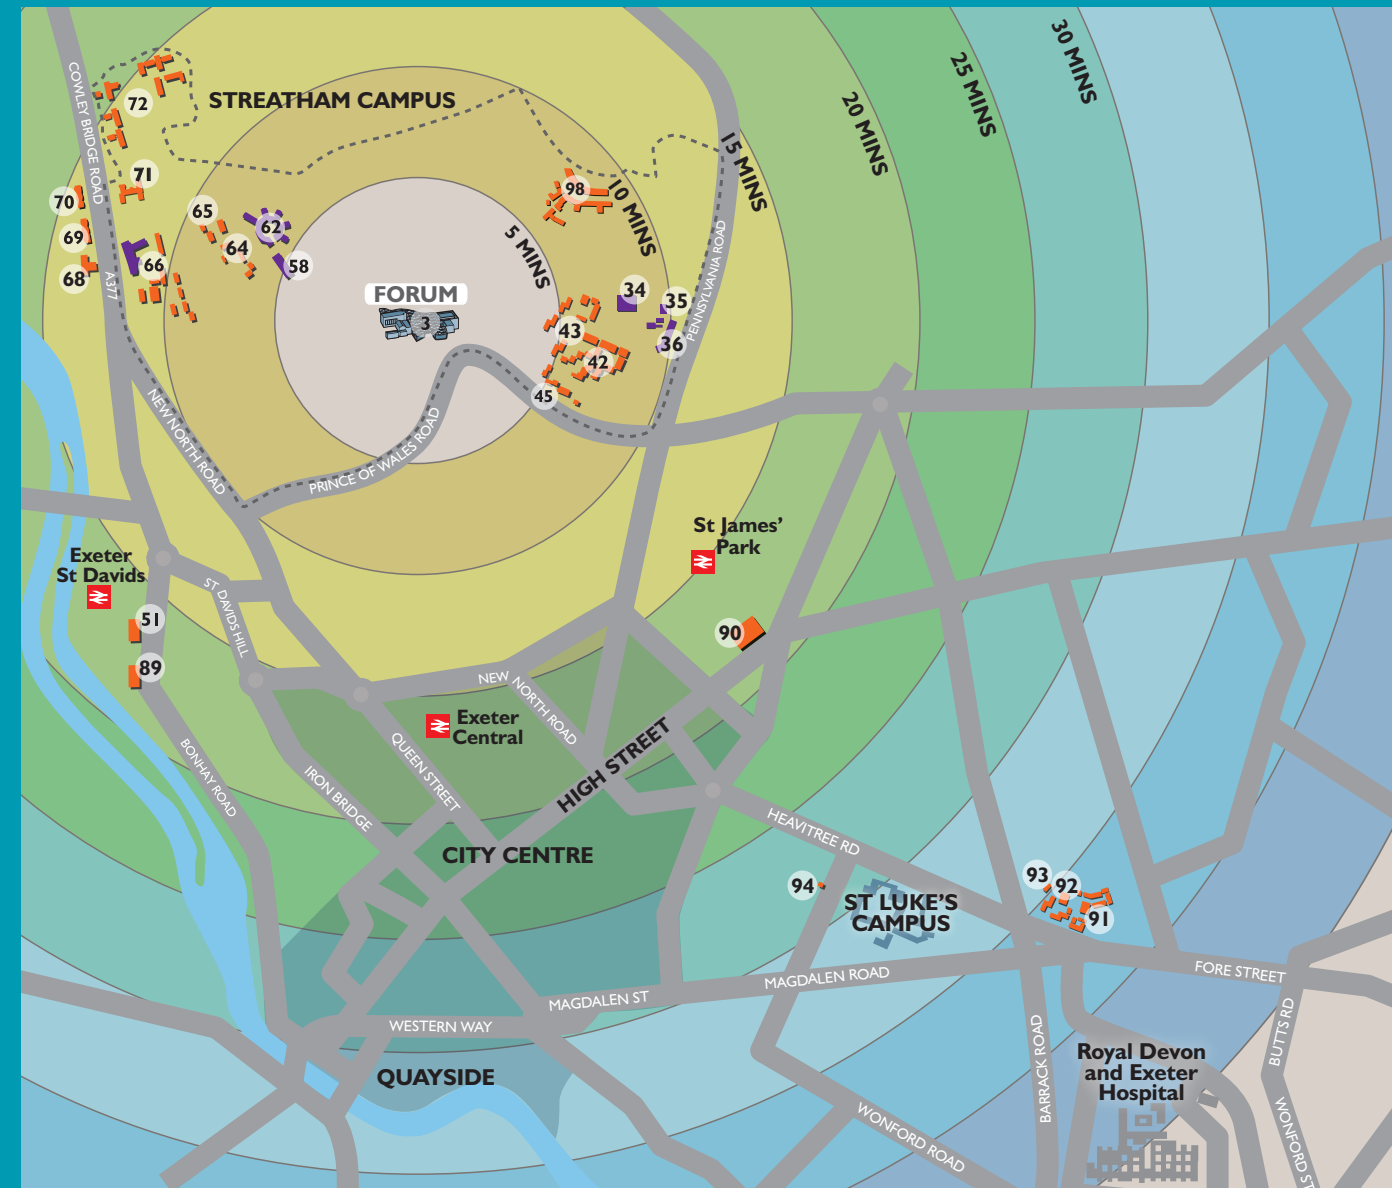 30 MINS
25 MINS
20 MINS
15 MINS
10 MINS
5 MINS
COWLEY BRIDGE ROAD
72
STREATHAM CAMPUS
71
70
65
98
69
62
64
66
58
68
A377
FORUM
3
34
35
43
36
42
45
PENNSYLVANIA ROAD
NEW NORTH ROAD
PRINCE OF WALES ROAD
St James’
Park
Exeter
St Davids
51
ST DAVIDS HILL
90
89
NEW
NORTH ROAD
Exeter
Central
BONHAY ROAD
IRON BRIDGE
QUEEN STREET
HIGH STREET
HEAVITREE RD
CITY CENTRE
94
93
92
91
ST LUKE’S
CAMPUS
FORE STREET
MAGDALEN ROAD
MAGDALEN ST
WESTERN WAY
QUAYSIDE
BARRACK ROAD
BUTTS RD
Royal Devon
and Exeter
Hospital
WONFORD ROAD
WONFORD ST